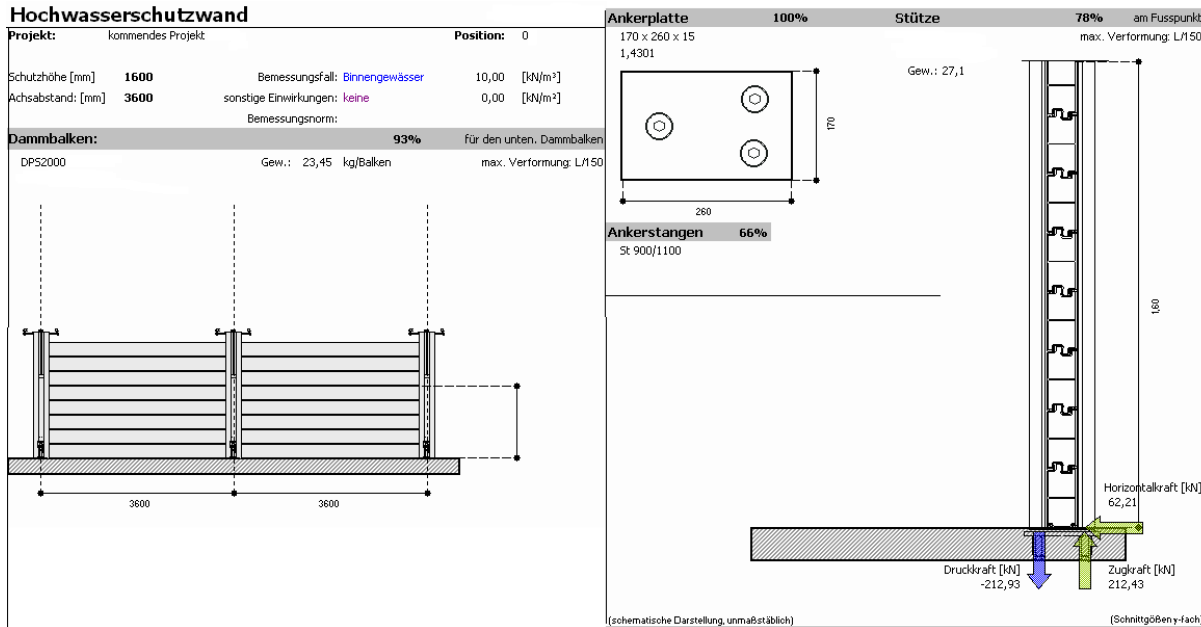 Hochwasserschutzwand
Projekt: kommendes Projekt Position: 0
Schutzhöhe [mm] 1600 Bemessungsfall: Binnengewässer 10,00 [kN/m³]
Achsabstand: [mm] 3600 sonstige Einwirkungen: keine 0,00 [kN/m²]
Bemessungsnorm:
Dammbalken: 93% für den unten. Dammbalken
DPS2000 Gew.: 23,45 kg/Balken max. Verformung: L/150
3600 3600
Ankerplatte 100% Stütze 78% am Fusspunkt
170 x 260 x 15 max. Verformung: L/150
1,4301
Gew.: 27,1
170
260
Ankerstangen 66%
St 900/1100
1,60
Horizontalkraft [kN]
62,21
Druckkraft [kN] Zugkraft [kN]
-212,93 212,43
(schematische Darstellung, unmaßstäblich) (Schnittgößen γ-fach)